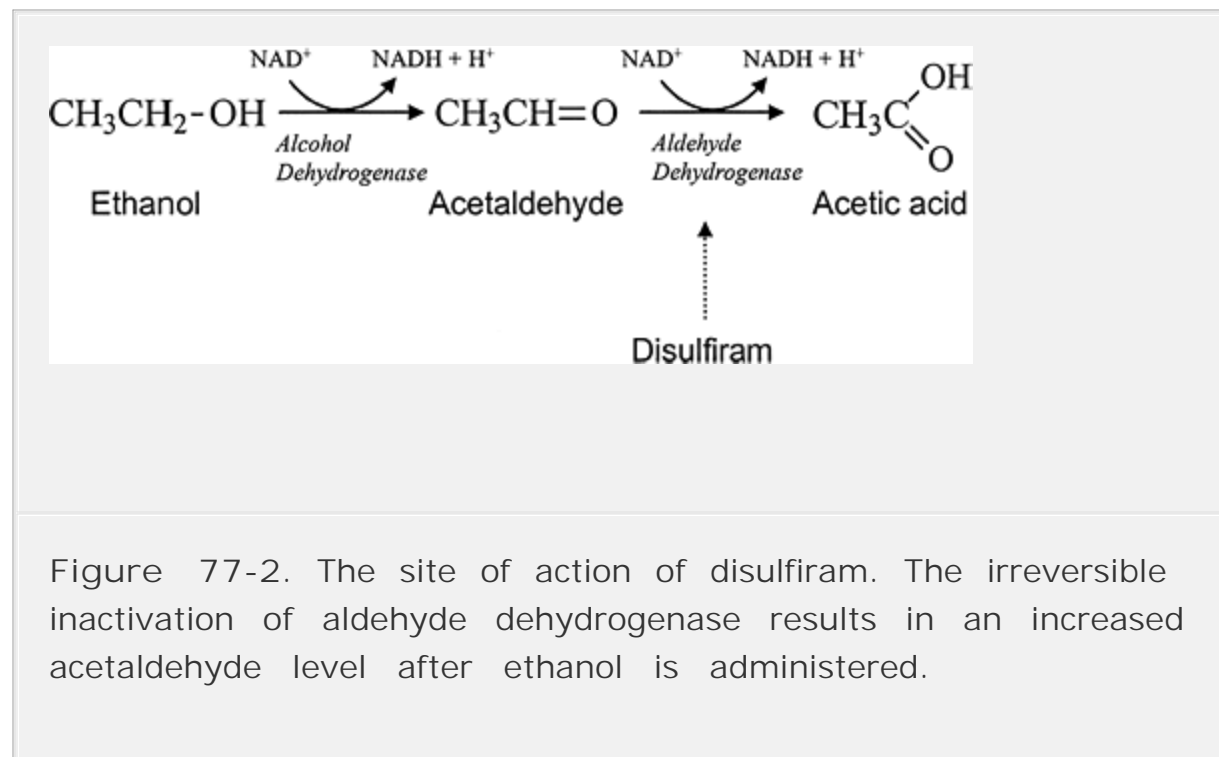 NAD⁺ NADH + H⁺ NAD⁺ NADH + H⁺
OH
CH₃CH₂-OH CH₃CH=O CH₃C
O
Alcohol Aldehyde
Dehydrogenase Dehydrogenase
Ethanol Acetaldehyde Acetic acid
Disulfiram
Figure 77-2. The site of action of disulfiram. The irreversible
inactivation of aldehyde dehydrogenase results in an increased
acetaldehyde level after ethanol is administered.